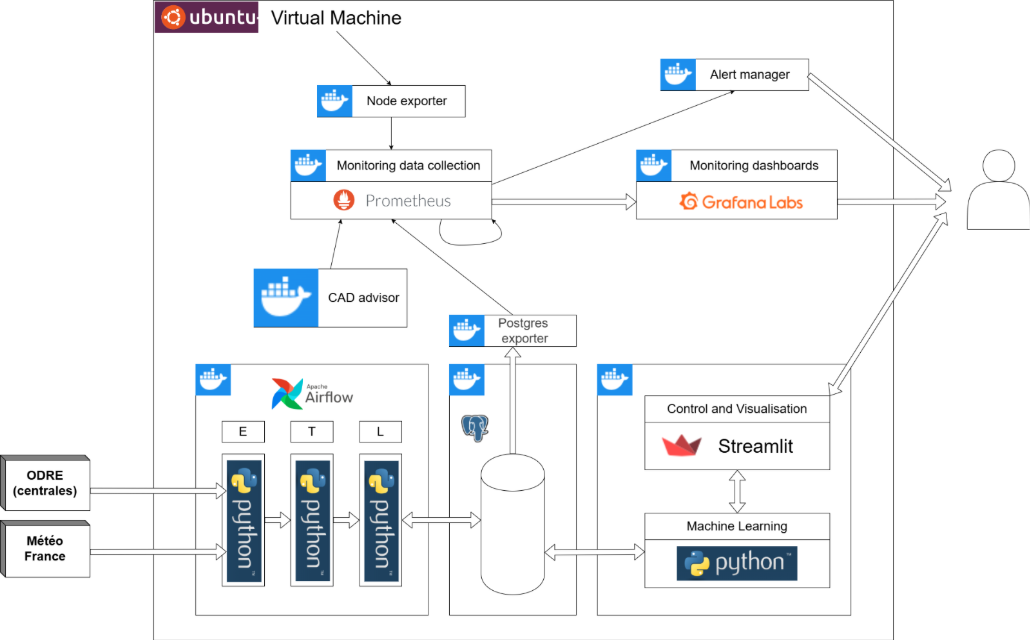 ubuntu
Virtual Machine
Alert manager
Node exporter
Monitoring data collection
Prometheus
Monitoring dashboards
Grafana Labs
CAD advisor
Postgres
exporter
Apache
Airflow
E
T
L
Control and Visualisation
Streamlit
ODRE
(centrales)
python
python
python
Météo
France
Machine Learning
python™